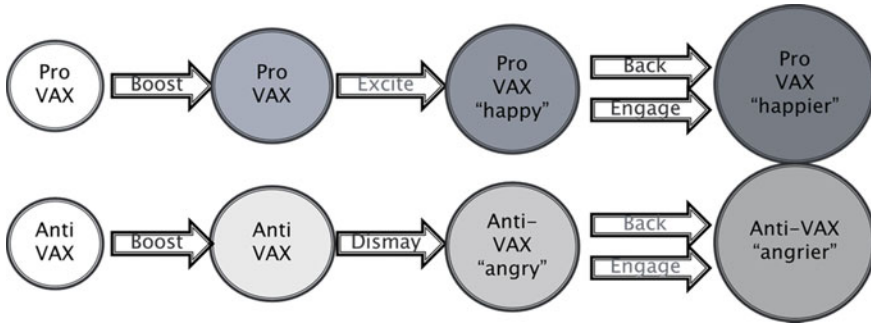 Pro
VAX
Boost
Pro
VAX
Excite
Pro
VAX
“happy”
Back
Engage
Pro
VAX
“happier”
Anti
VAX
Boost
Anti
VAX
Dismay
Anti-
VAX
“angry”
Back
Engage
Anti-VAX
“angrier”